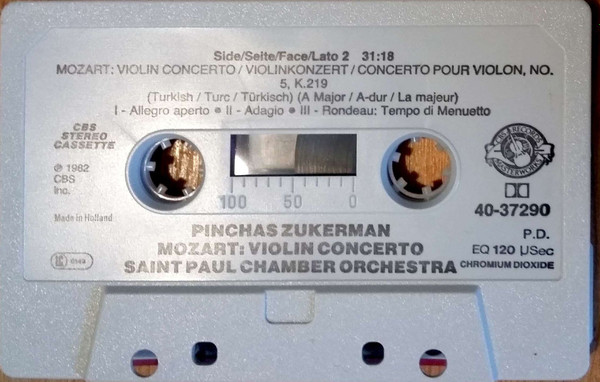 Side/Seite/Face/Lato 2 31:18
MOZART: VIOLIN CONCERTO / VIOLINKONZERT / CONCERTO POUR VIOLON, NO.
5, K.219
(Turkish / Turc / Türkisch) (A Major / A-dur / La majeur)
I - Allegro aperto • II - Adagio • III - Rondeau: Tempo di Menuetto
CBS
STEREO
CASSETTE
℗ 1982
CBS
Inc.
Made in Holland
100 50 0
CBS RECORDS
MASTERWORKS
40-37290
P.D.
EQ 120 µSec
CHROMIUM DIOXIDE
PINCHAS ZUKERMAN
MOZART: VIOLIN CONCERTO
SAINT PAUL CHAMBER ORCHESTRA